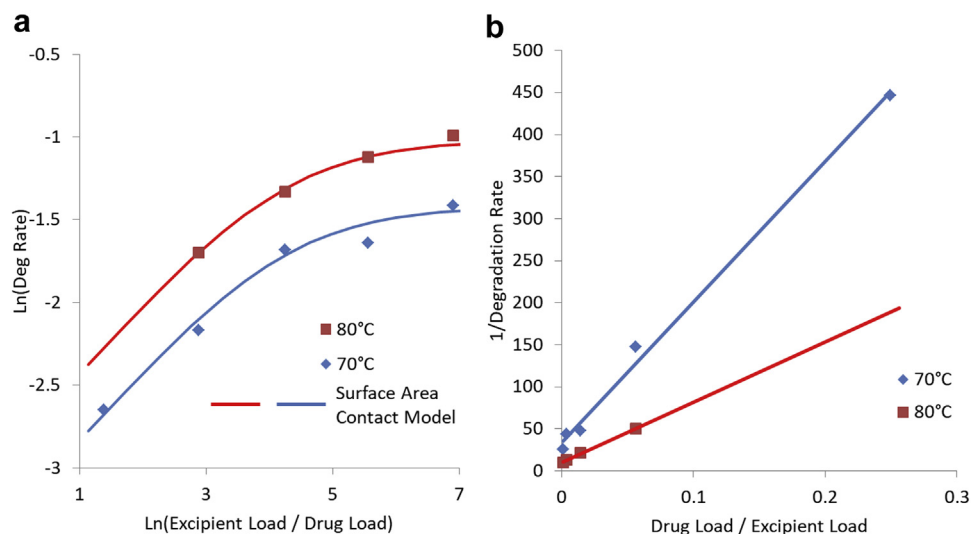 a
-0.5
-1
-1.5
-2
-2.5
-3
Ln(Deg Rate)
80°C
70°C
Surface Area
Contact Model
1
3
5
7
Ln(Excipient Load / Drug Load)
b
500
450
400
350
300
250
200
150
100
50
0
1/Degradation Rate
70°C
80°C
0
0.1
0.2
0.3
Drug Load / Excipient Load